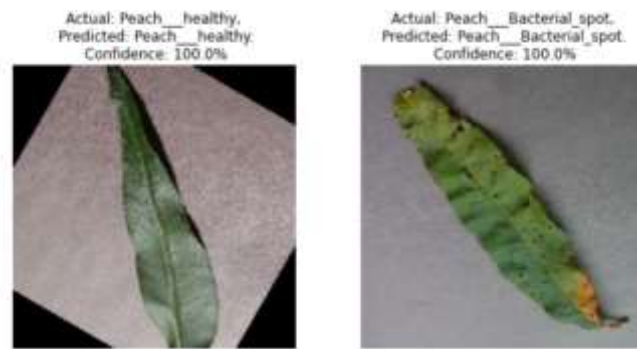 Actual: Peach___healthy,
Predicted: Peach___healthy.
Confidence: 100.0%
Actual: Peach___Bacterial_spot,
Predicted: Peach___Bacterial_spot.
Confidence: 100.0%